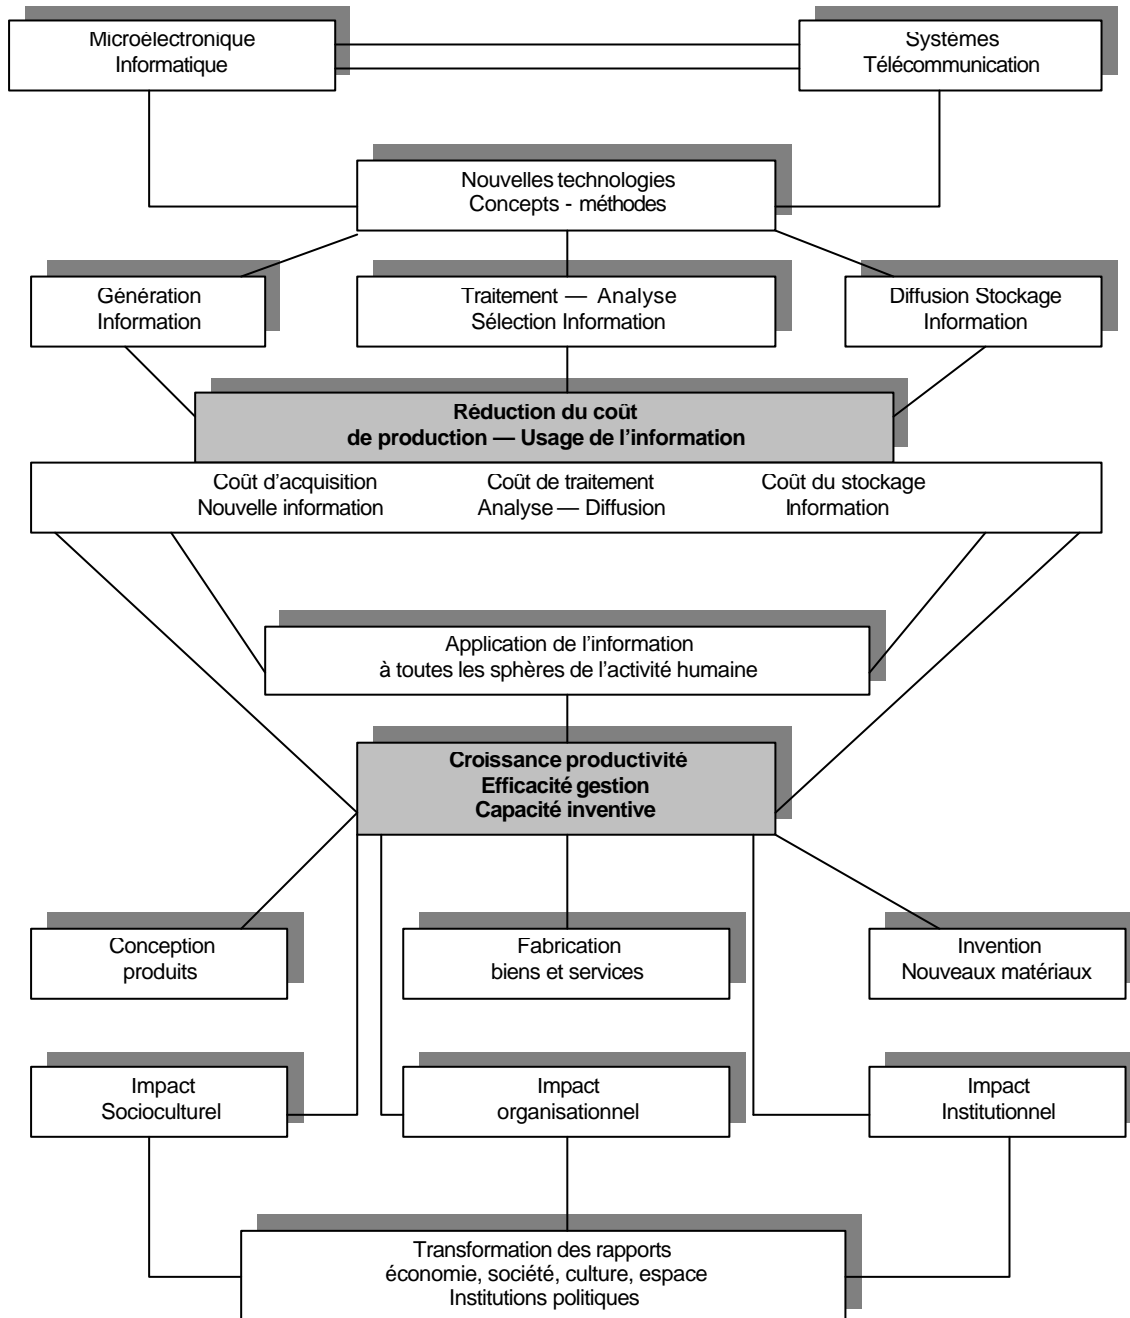 Microélectronique
Informatique
Systèmes
Télécommunication
Nouvelles technologies
Concepts - méthodes
Génération
Information
Traitement — Analyse
Sélection Information
Diffusion Stockage
Information
Réduction du coût
de production — Usage de l’information
Coût d’acquisition
Nouvelle information
Coût de traitement
Analyse — Diffusion
Coût du stockage
Information
Application de l’information
à toutes les sphères de l’activité humaine
Croissance productivité
Efficacité gestion
Capacité inventive
Conception
produits
Fabrication
biens et services
Invention
Nouveaux matériaux
Impact
Socioculturel
Impact
organisationnel
Impact
Institutionnel
Transformation des rapports
économie, société, culture, espace
Institutions politiques